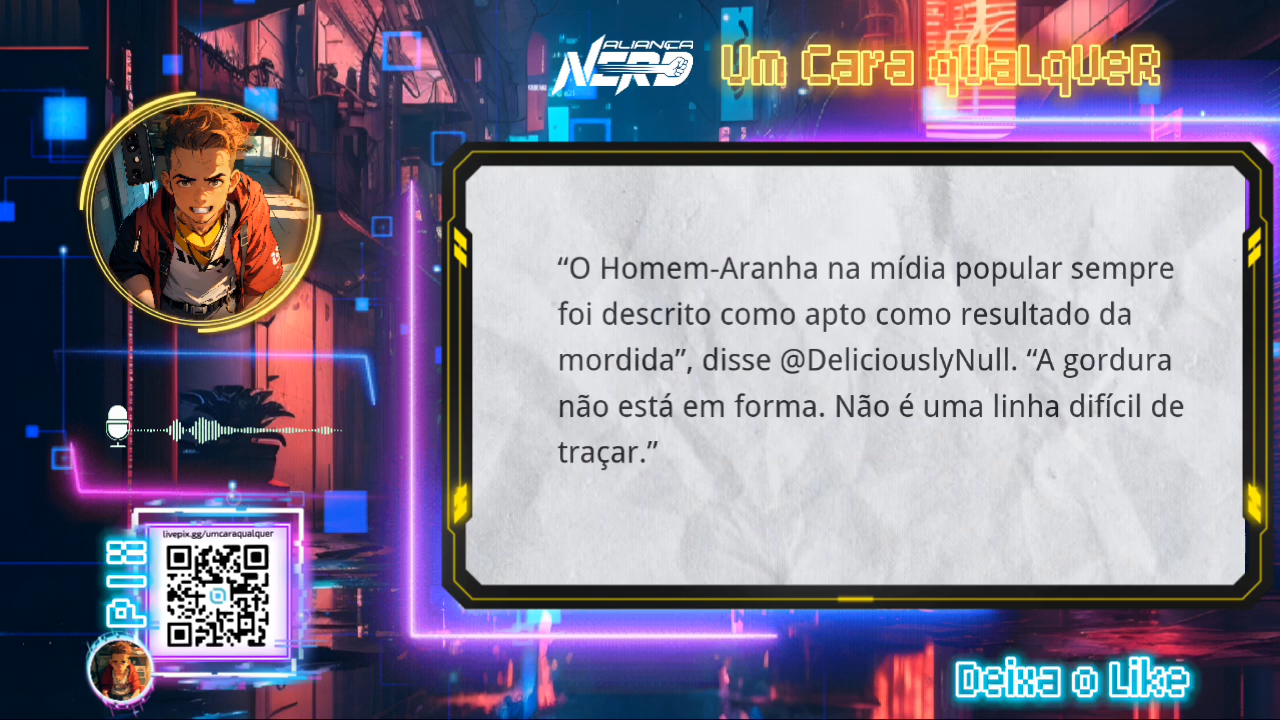 ALIANÇA
NERD
Um Cara qUaLqUeR
“O Homem-Aranha na mídia popular sempre
foi descrito como apto como resultado da
mordida”, disse @DeliciouslyNull. “A gordura
não está em forma. Não é uma linha difícil de
traçar.”
livepix.gg/umcaraqualquer
PIX
Deixa o Like